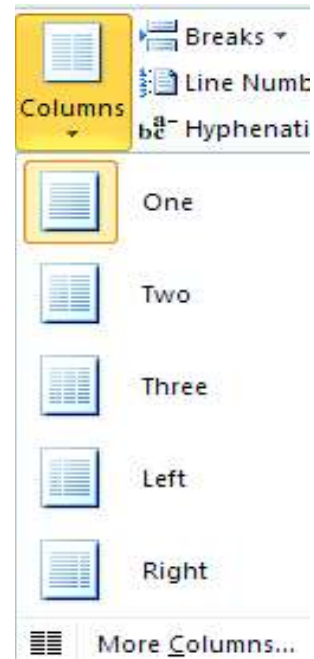 Breaks
Line Numb
Columns
Hyphenati
One
Two
Three
Left
Right
More Columns...